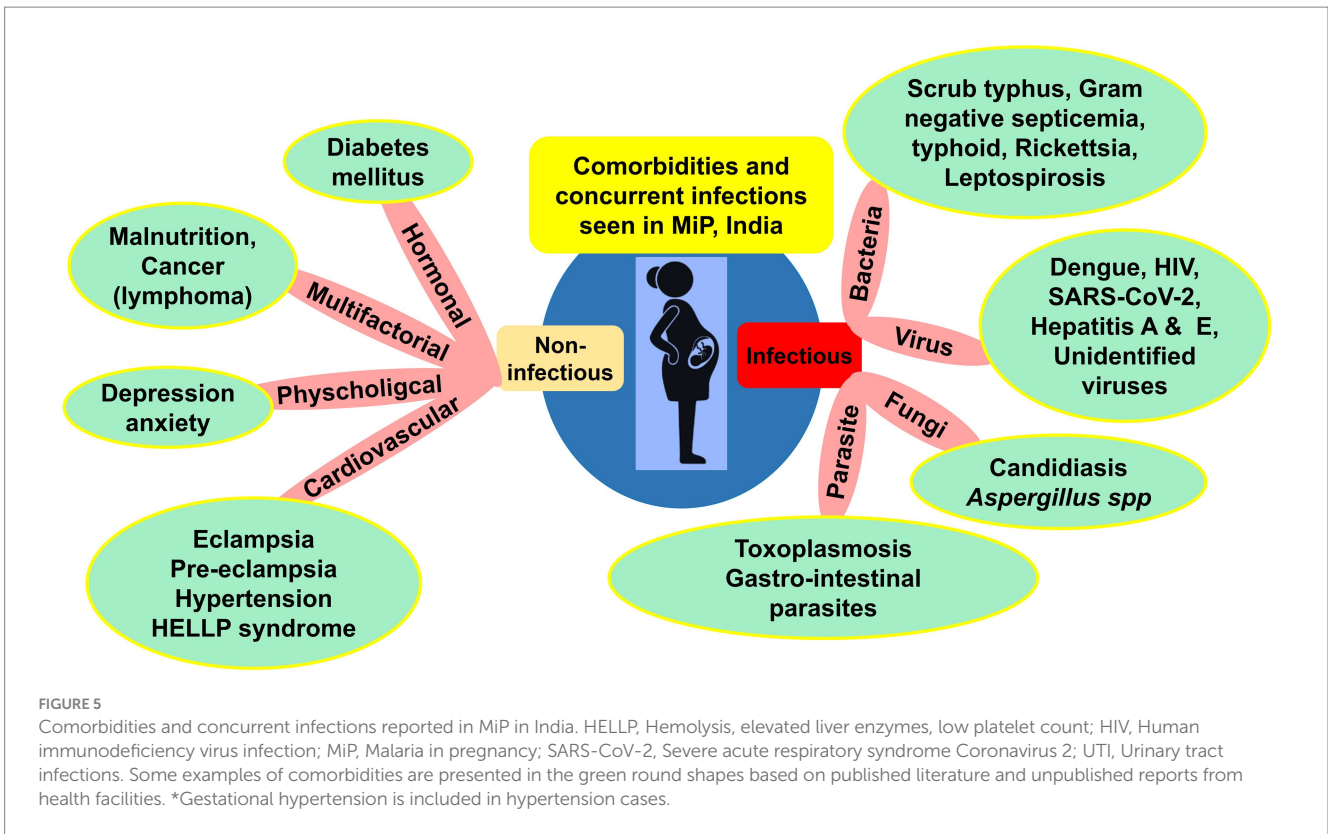 Comorbidities and
concurrent infections
seen in MiP, India
Non-
infectious
Hormonal
Diabetes
mellitus
Multifactorial
Malnutrition,
Cancer
(lymphoma)
Physcholigcal
Depression
anxiety
Cardiovascular
Eclampsia
Pre-eclampsia
Hypertension
HELLP syndrome
Infectious
Bacteria
Scrub typhus, Gram
negative septicemia,
typhoid, Rickettsia,
Leptospirosis
Virus
Dengue, HIV,
SARS-CoV-2,
Hepatitis A & E,
Unidentified
viruses
Fungi
Candidiasis
Aspergillus spp
Parasite
Toxoplasmosis
Gastro-intestinal
parasites
FIGURE 5
Comorbidities and concurrent infections reported in MiP in India. HELLP, Hemolysis, elevated liver enzymes, low platelet count; HIV, Human
immunodeficiency virus infection; MiP, Malaria in pregnancy; SARS-CoV-2, Severe acute respiratory syndrome Coronavirus 2; UTI, Urinary tract
infections. Some examples of comorbidities are presented in the green round shapes based on published literature and unpublished reports from
health facilities. *Gestational hypertension is included in hypertension cases.